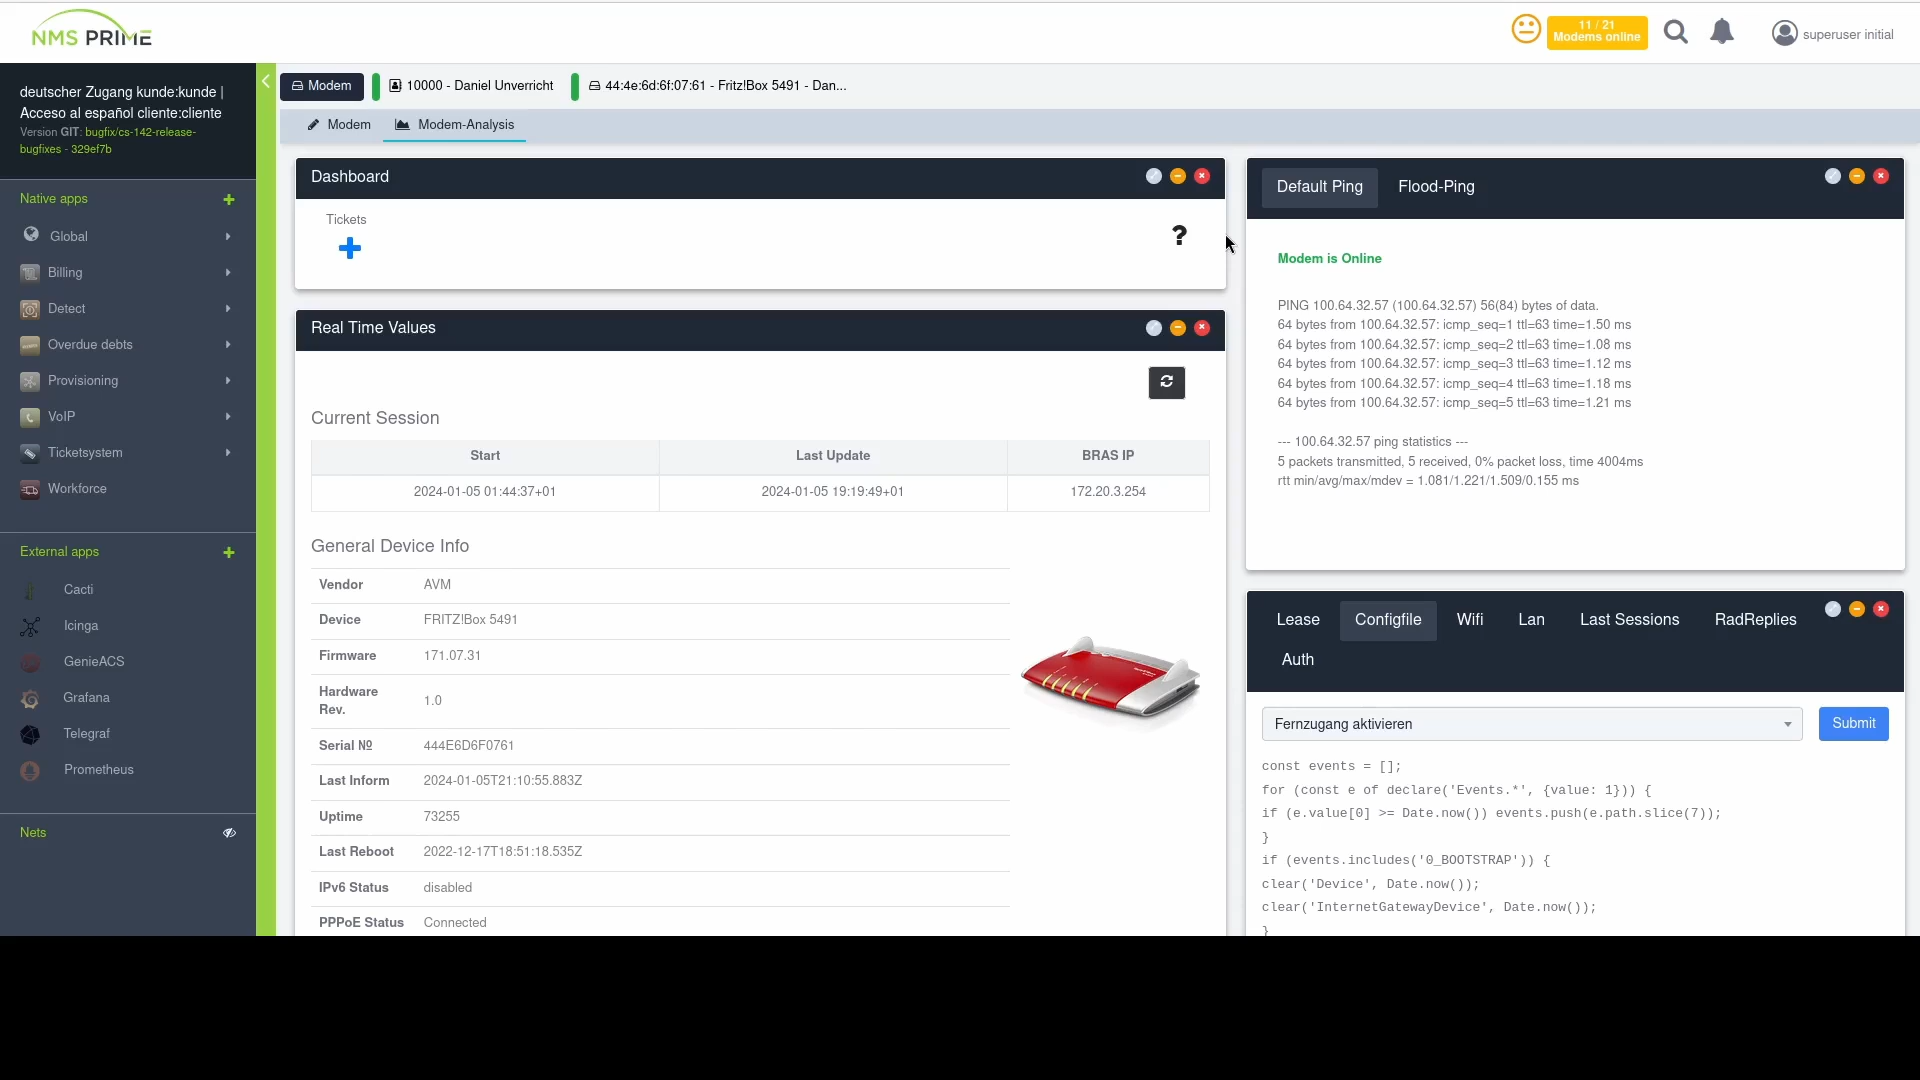 NMS PRIME
11 / 21
Modems online
superuser initial
deutscher Zugang kunde:kunde |
Acceso al español cliente:cliente
Version GIT: bugfix/cs-142-release-
bugfixes - 329ef7b
Native apps
Global
Billing
Detect
Overdue debts
Provisioning
VoIP
Ticketsystem
Workforce
External apps
Cacti
Icinga
GenieACS
Grafana
Telegraf
Prometheus
Nets
Modem
10000 - Daniel Unverricht
44:4e:6d:6f:07:61 - Fritz!Box 5491 - Dan...
Modem
Modem-Analysis
Dashboard
Tickets
?
Real Time Values
Current Session
Start Last Update BRAS IP
2024-01-05 01:44:37+01 2024-01-05 19:19:49+01 172.20.3.254
General Device Info
Vendor AVM
Device FRITZ!Box 5491
Firmware 171.07.31
Hardware
Rev. 1.0
Serial № 444E6D6F0761
Last Inform 2024-01-05T21:10:55.883Z
Uptime 73255
Last Reboot 2022-12-17T18:51:18.535Z
IPv6 Status disabled
PPPoE Status Connected
Default Ping Flood-Ping
Modem is Online
PING 100.64.32.57 (100.64.32.57) 56(84) bytes of data.
64 bytes from 100.64.32.57: icmp_seq=1 ttl=63 time=1.50 ms
64 bytes from 100.64.32.57: icmp_seq=2 ttl=63 time=1.08 ms
64 bytes from 100.64.32.57: icmp_seq=3 ttl=63 time=1.12 ms
64 bytes from 100.64.32.57: icmp_seq=4 ttl=63 time=1.18 ms
64 bytes from 100.64.32.57: icmp_seq=5 ttl=63 time=1.21 ms
--- 100.64.32.57 ping statistics ---
5 packets transmitted, 5 received, 0% packet loss, time 4004ms
rtt min/avg/max/mdev = 1.081/1.221/1.509/0.155 ms
Lease Configfile Wifi Lan Last Sessions RadReplies
Auth
Fernzugang aktivieren
Submit
const events = [];
for (const e of declare('Events.*', {value: 1})) {
if (e.value[0] >= Date.now()) events.push(e.path.slice(7));
}
if (events.includes('0_BOOTSTRAP')) {
clear('Device', Date.now());
clear('InternetGatewayDevice', Date.now());
}